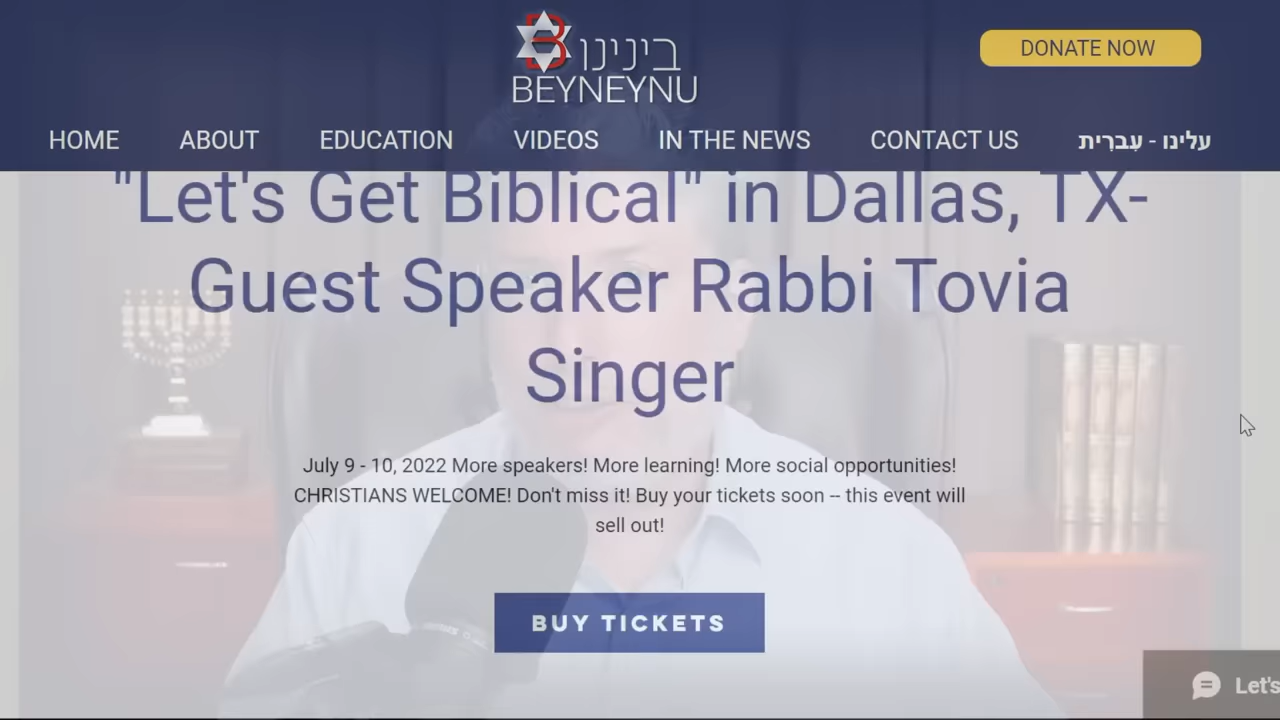 בינינו
BEYNEYNU
DONATE NOW
HOME ABOUT EDUCATION VIDEOS IN THE NEWS CONTACT US עלינו - עִברִית
"Let's Get Biblical" in Dallas, TX-
Guest Speaker Rabbi Tovia
Singer
July 9 - 10, 2022 More speakers! More learning! More social opportunities!
CHRISTIANS WELCOME! Don't miss it! Buy your tickets soon -- this event will
sell out!
BUY TICKETS
Let's